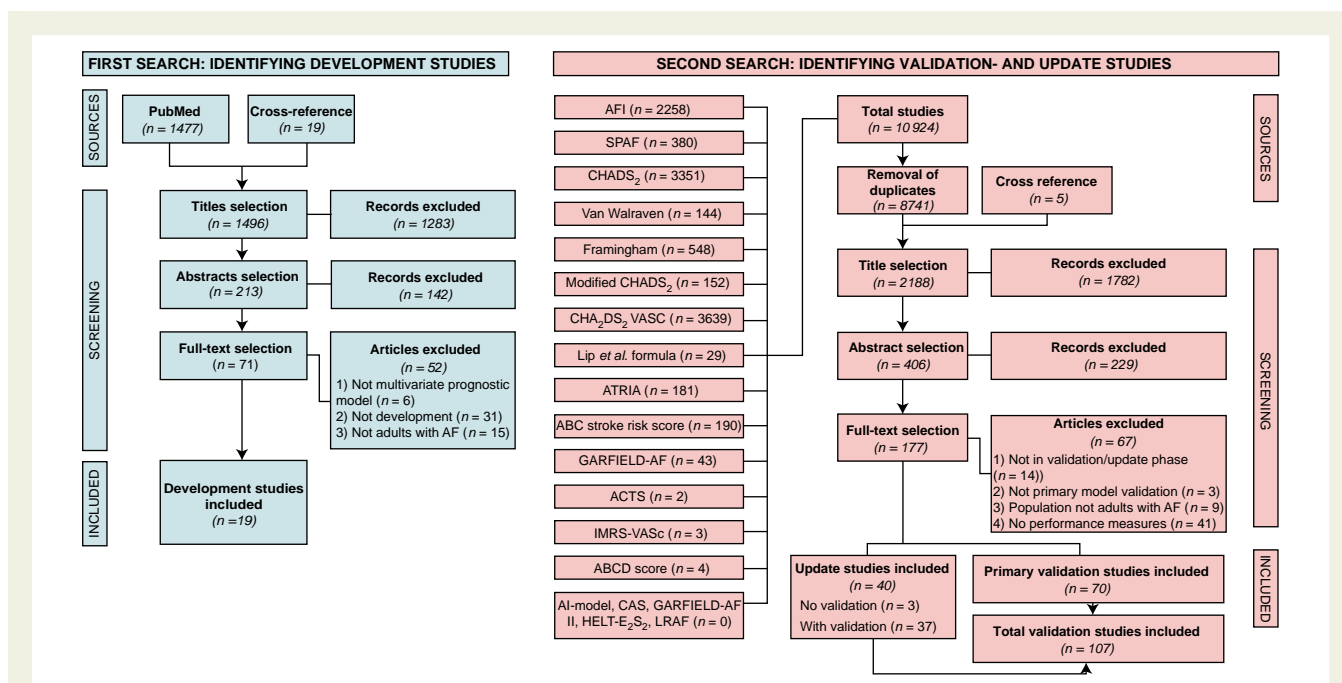 FIRST SEARCH: IDENTIFYING DEVELOPMENT STUDIES
SOURCES
PubMed
(n = 1477)
Cross-reference
(n = 19)
SCREENING
Titles selection
(n = 1496)
Records excluded
(n = 1283)
Abstracts selection
(n = 213)
Records excluded
(n = 142)
Full-text selection
(n = 71)
Articles excluded
(n = 52)
1) Not multivariate prognostic
model (n = 6)
2) Not development (n = 31)
3) Not adults with AF (n = 15)
INCLUDED
Development studies
included
(n =19)
SECOND SEARCH: IDENTIFYING VALIDATION- AND UPDATE STUDIES
AFI (n = 2258)
SPAF (n = 380)
CHADS2 (n = 3351)
Van Walraven (n = 144)
Framingham (n = 548)
Modified CHADS2 (n = 152)
CHA2DS2 VASC (n = 3639)
Lip et al. formula (n = 29)
ATRIA (n = 181)
ABC stroke risk score (n = 190)
GARFIELD-AF (n = 43)
ACTS (n = 2)
IMRS-VASc (n = 3)
ABCD score (n = 4)
AI-model, CAS, GARFIELD-AF
II, HELT-E2S2, LRAF (n = 0)
SOURCES
Total studies
(n = 10 924)
Removal of
duplicates
(n = 8741)
Cross reference
(n = 5)
SCREENING
Title selection
(n = 2188)
Records excluded
(n = 1782)
Abstract selection
(n = 406)
Records excluded
(n = 229)
Full-text selection
(n = 177)
Articles excluded
(n = 67)
1) Not in validation/update phase
(n = 14))
2) Not primary model validation (n = 3)
3) Population not adults with AF (n = 9)
4) No performance measures (n = 41)
INCLUDED
Update studies included
(n = 40)
No validation (n = 3)
With validation (n = 37)
Primary validation studies included
(n = 70)
Total validation studies included
(n = 107)